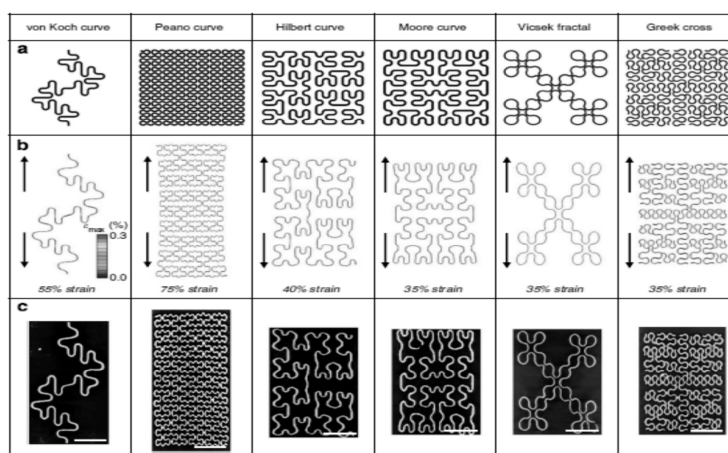 von Koch curve Peano curve Hilbert curve Moore curve Vicsek fractal Greek cross
a
b
εmax (%)
0.3
0.0
55% strain 75% strain 40% strain 35% strain 35% strain 35% strain
c